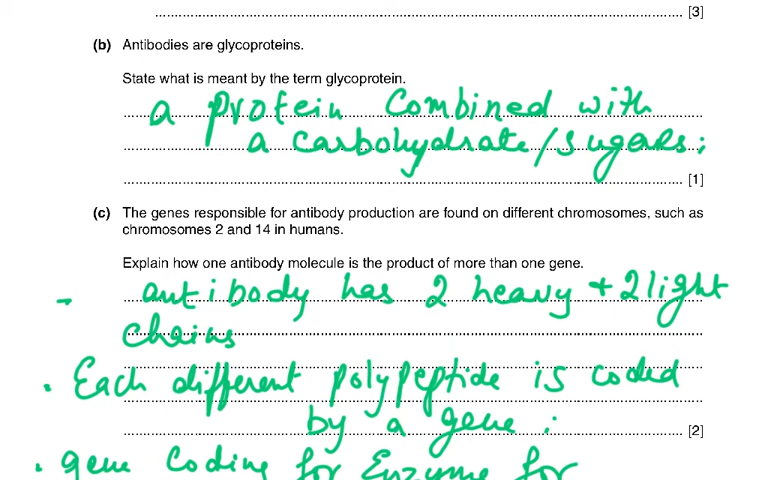 [3]
(b) Antibodies are glycoproteins.
State what is meant by the term glycoprotein.
a protein combined with
a carbohydrate/sugars;
[1]
(c) The genes responsible for antibody production are found on different chromosomes, such as
chromosomes 2 and 14 in humans.
Explain how one antibody molecule is the product of more than one gene.
- antibody has 2 heavy + 2 light
chains
. Each different polypeptide is coded
by a gene;
[2]
. gene coding for Enzyme for